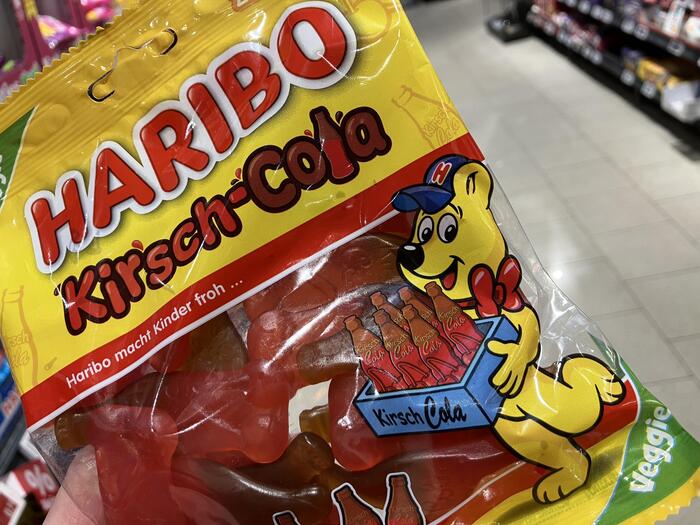 HARIBO
Kirsch-Cola
Haribo macht Kinder froh ...
H
Kirsch Cola
Veggie